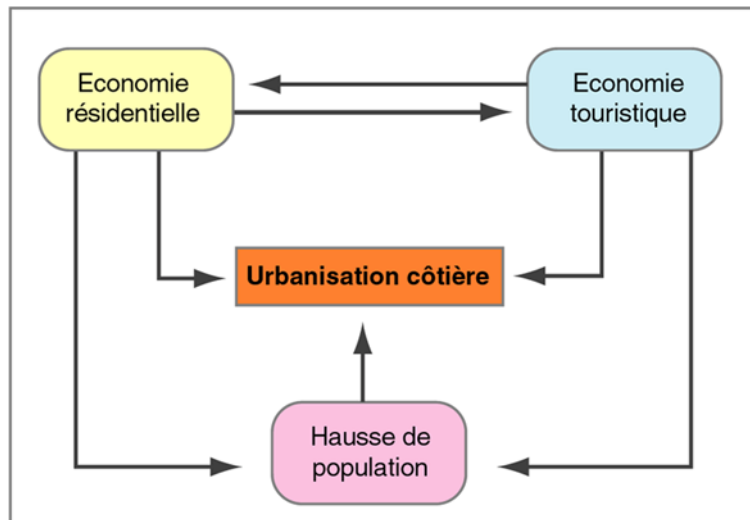 Economie
résidentielle
Economie
touristique
Urbanisation côtière
Hausse de
population